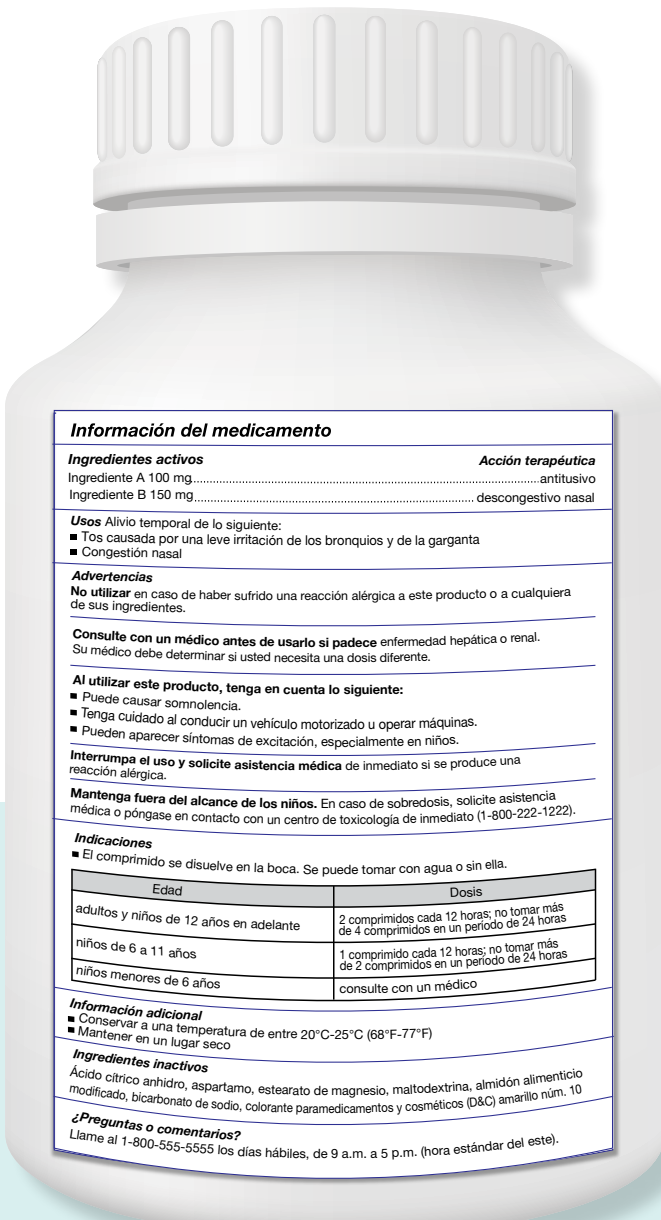 Información del medicamento
Ingredientes activos Acción terapéutica
Ingrediente A 100 mg antitusivo
Ingrediente B 150 mg descongestivo nasal
Usos Alivio temporal de lo siguiente:
■ Tos causada por una leve irritación de los bronquios y de la garganta
■ Congestión nasal
Advertencias
No utilizar en caso de haber sufrido una reacción alérgica a este producto o a cualquiera
de sus ingredientes.
Consulte con un médico antes de usarlo si padece enfermedad hepática o renal.
Su médico debe determinar si usted necesita una dosis diferente.
Al utilizar este producto, tenga en cuenta lo siguiente:
■ Puede causar somnolencia.
■ Tenga cuidado al conducir un vehículo motorizado u operar máquinas.
■ Pueden aparecer síntomas de excitación, especialmente en niños.
Interrumpa el uso y solicite asistencia médica de inmediato si se produce una
reacción alérgica.
Mantenga fuera del alcance de los niños. En caso de sobredosis, solicite asistencia
médica o póngase en contacto con un centro de toxicología de inmediato (1-800-222-1222).
Indicaciones
■ El comprimido se disuelve en la boca. Se puede tomar con agua o sin ella.
Edad Dosis
adultos y niños de 12 años en adelante 2 comprimidos cada 12 horas; no tomar más
de 4 comprimidos en un período de 24 horas
niños de 6 a 11 años 1 comprimido cada 12 horas; no tomar más
de 2 comprimidos en un período de 24 horas
niños menores de 6 años consulte con un médico
Información adicional
■ Conservar a una temperatura de entre 20°C-25°C (68°F-77°F)
■ Mantener en un lugar seco
Ingredientes inactivos
Ácido cítrico anhidro, aspartamo, estearato de magnesio, maltodextrina, almidón alimenticio
modificado, bicarbonato de sodio, colorante paramedicamentos y cosméticos (D&C) amarillo núm. 10
¿Preguntas o comentarios?
Llame al 1-800-555-5555 los días hábiles, de 9 a.m. a 5 p.m. (hora estándar del este).